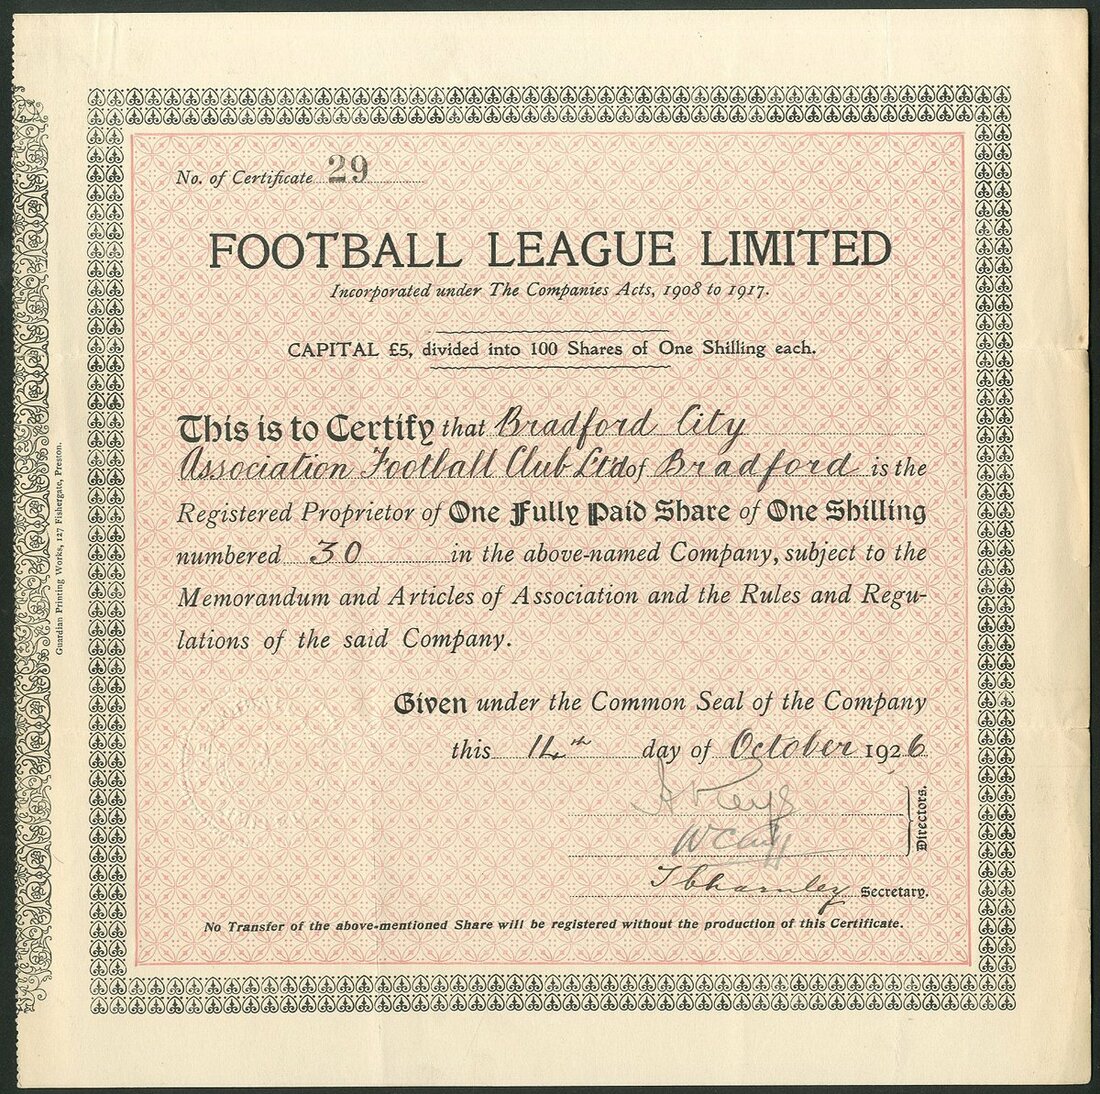 No. of Certificate 29
FOOTBALL LEAGUE LIMITED
Incorporated under The Companies Acts, 1908 to 1917.
CAPITAL £5, divided into 100 Shares of One Shilling each.
This is to Certify that Bradford City
Association Football Club Ltd of Bradford is the
Registered Proprietor of One Fully Paid Share of One Shilling
numbered 30 in the above-named Company, subject to the
Memorandum and Articles of Association and the Rules and Regu-
lations of the said Company.
Given under the Common Seal of the Company
this 14th day of October 1926
Directors.
T Charnley Secretary.
No Transfer of the above-mentioned Share will be registered without the production of this Certificate.
Guardian Printing Works, 127 Fishergate, Preston.